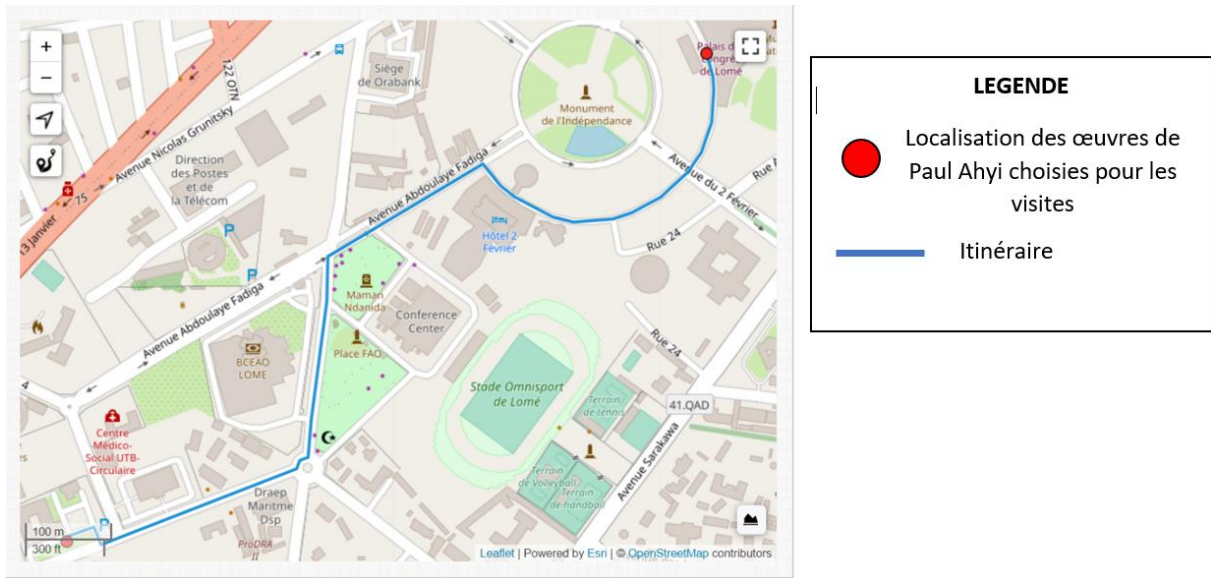 +
−
122 OTN
Siège
de Orabank
Palais de
Congrès
de Lomé
Monument
de l'Indépendance
Avenue Nicolas Grunitsky
Direction
des Postes
et de
la Télécom
75
13 Janvier
P
P
Avenue Abdoulaye Fadiga
Avenue du 2 Février
Rue
Hôtel 2
Février
Rue 24
Maman
Ndanida
Conference
Center
Avenue Abdoulaye Fadiga
BCEAO
LOME
Place FAO
Rue 24
Stade Omnisport
de Lomé
Terrain
de tennis
41.QAD
Avenue Sarakawa
Centre
Médico-
Social UTB-
Circulaire
Terrain
de Volleyball
Terrain
de handball
Draep
Maritme
Dsp
P
ProDRA
II
100 m
300 ft
Leaflet | Powered by Esri | © OpenStreetMap contributors
LEGENDE
Localisation des œuvres de
Paul Ahyi choisies pour les
visites
Itinéraire